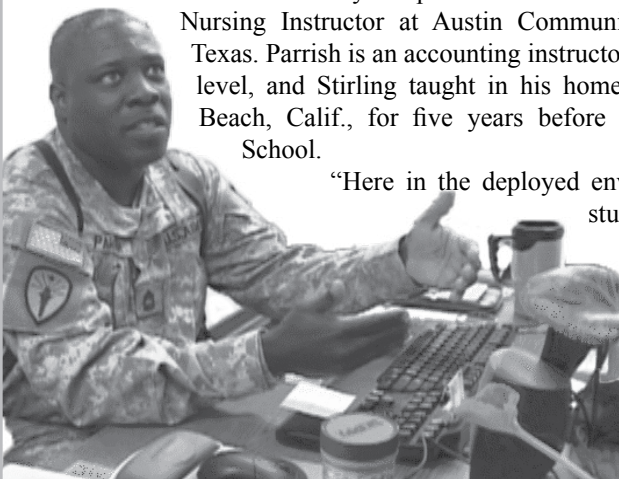 Nursing Instructor at Austin Commun
Texas. Parrish is an accounting instructo
level, and Stirling taught in his home
Beach, Calif., for five years before
School.
“Here in the deployed env
stu